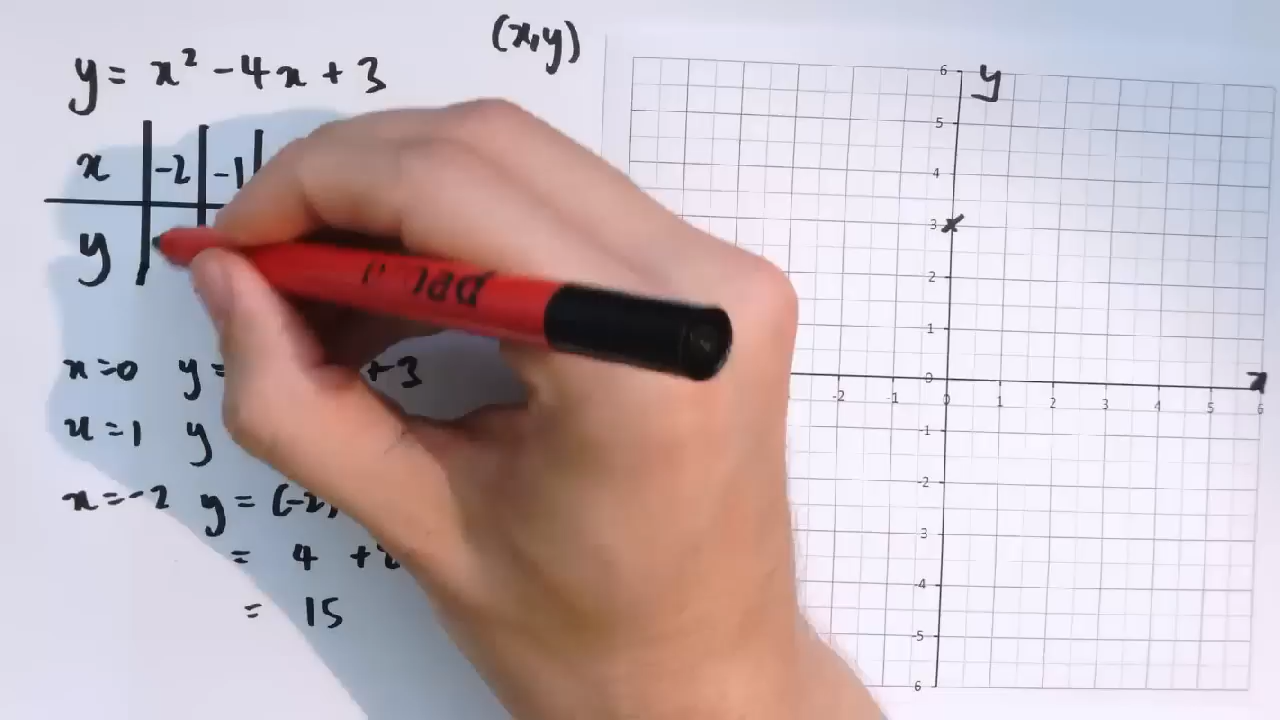 y = x² - 4x + 3
(x,y)
x -2 -1
y
x=0 y= +3
x=1 y
x=-2 y = (-2)
= 4 +
= 15
y
6
5
4
3
2
1
0
-2 -1 0 1 2 3 4 5 6 x
-1
-2
3
-4
-5
6